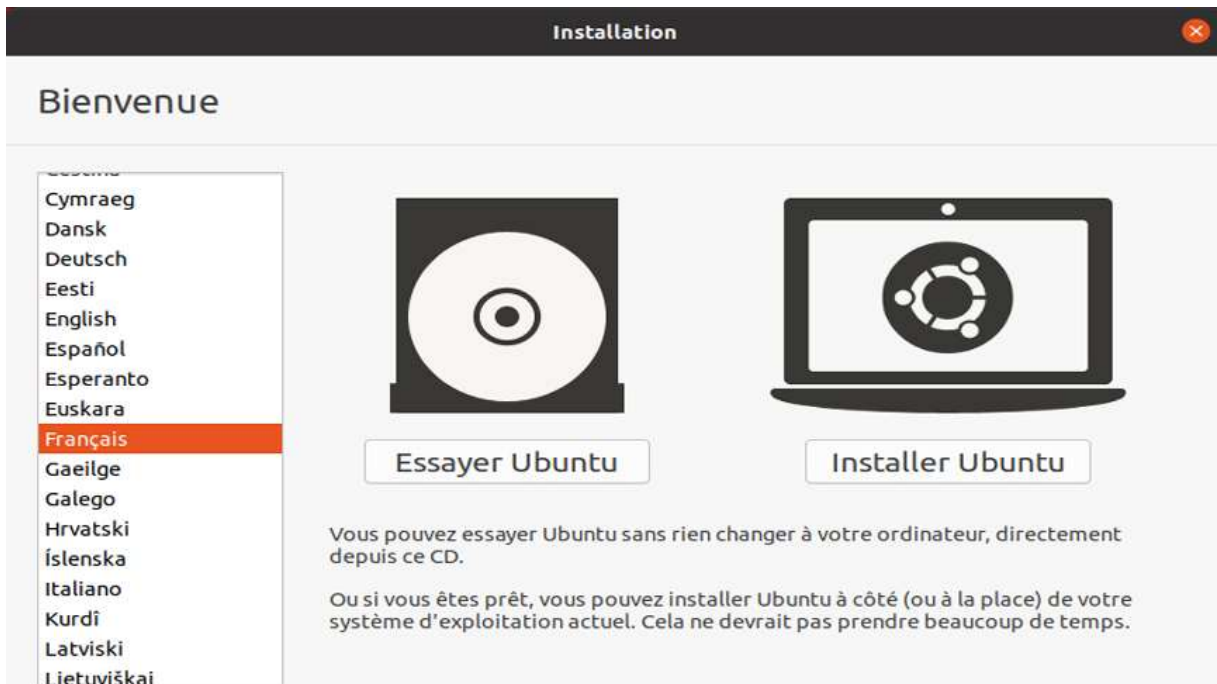 Installation
Bienvenue
Cymraeg
Dansk
Deutsch
Eesti
English
Español
Esperanto
Euskara
Français
Gaeilge
Galego
Hrvatski
Íslenska
Italiano
Kurdî
Latviski
Lietuviškai
Essayer Ubuntu
Installer Ubuntu
Vous pouvez essayer Ubuntu sans rien changer à votre ordinateur, directement
depuis ce CD.
Ou si vous êtes prêt, vous pouvez installer Ubuntu à côté (ou à la place) de votre
système d'exploitation actuel. Cela ne devrait pas prendre beaucoup de temps.